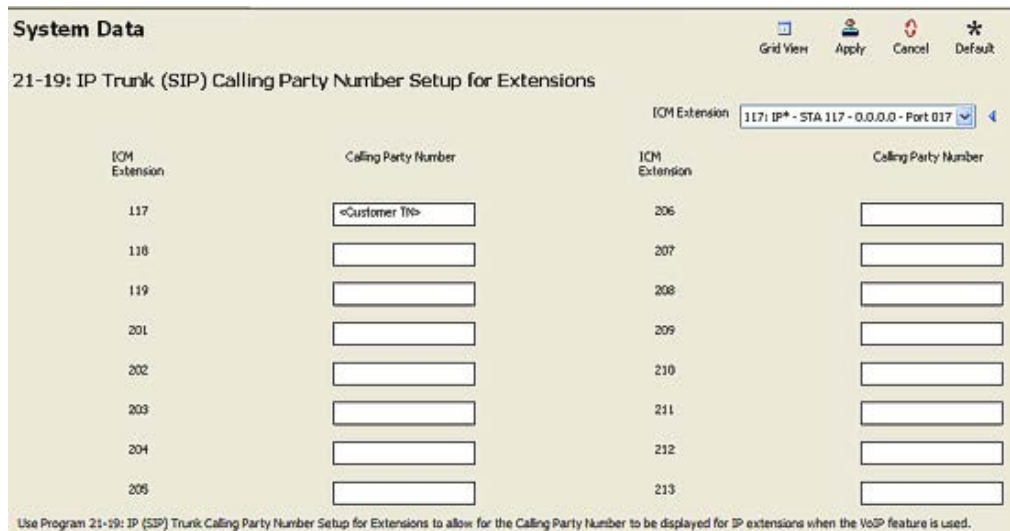 System Data
Grid View Apply Cancel Default
21-19: IP Trunk (SIP) Calling Party Number Setup for Extensions
ICM Extension 117: IP* - STA 117 - 0.0.0.0 - Port 017
ICM Extension Calling Party Number ICM Extension Calling Party Number
117 <Customer TN> 206
118 207
119 208
201 209
202 210
203 211
204 212
205 213
Use Program 21-19: IP (SIP) Trunk Calling Party Number Setup for Extensions to allow for the Calling Party Number to be displayed for IP extensions when the VoIP feature is used.